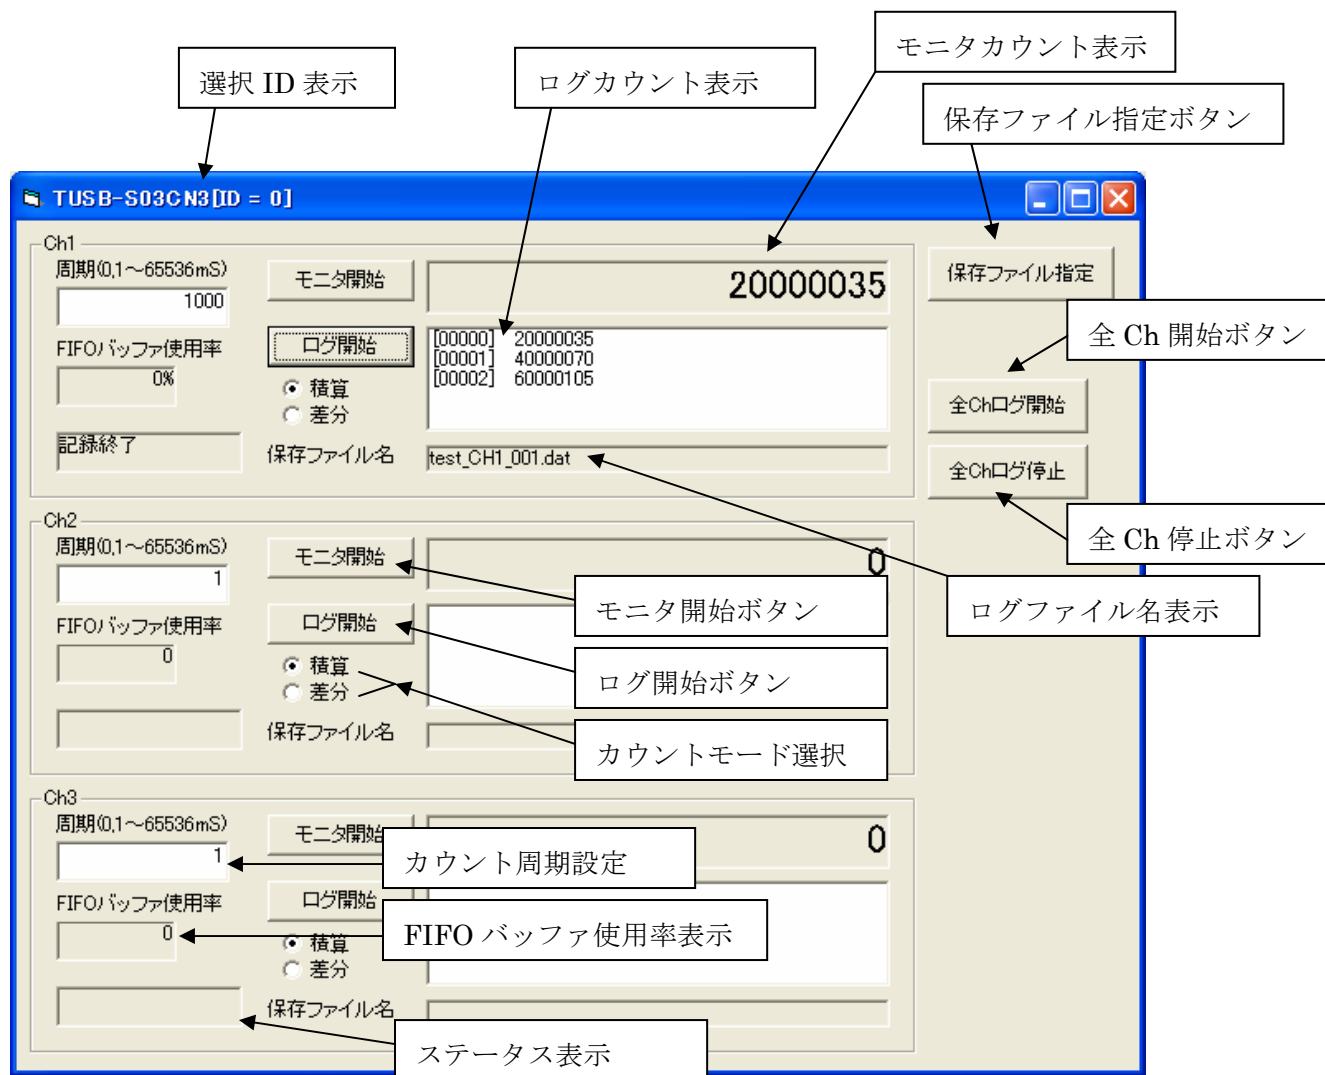 モニタカウント表示
選択 ID 表示
ログカウント表示
保存ファイル指定ボタン
TUSB-S03CN3[ID = 0]
Ch1
周期(0,1～65536mS)
1000
モニタ開始
20000035
保存ファイル指定
FIFOバッファ使用率
0%
ログ開始
[00000] 20000035
[00001] 40000070
[00002] 60000105
全 Ch 開始ボタン
積算
差分
全Chログ開始
記録終了
保存ファイル名
test_CH1_001.dat
全Chログ停止
全 Ch 停止ボタン
Ch2
周期(0,1～65536mS)
1
モニタ開始
0
モニタ開始ボタン
ログファイル名表示
FIFOバッファ使用率
0
ログ開始
積算
差分
ログ開始ボタン
保存ファイル名
カウントモード選択
Ch3
周期(0,1～65536mS)
1
モニタ開始
0
カウント周期設定
FIFOバッファ使用率
0
ログ開始
FIFO バッファ使用率表示
積算
差分
保存ファイル名
ステータス表示